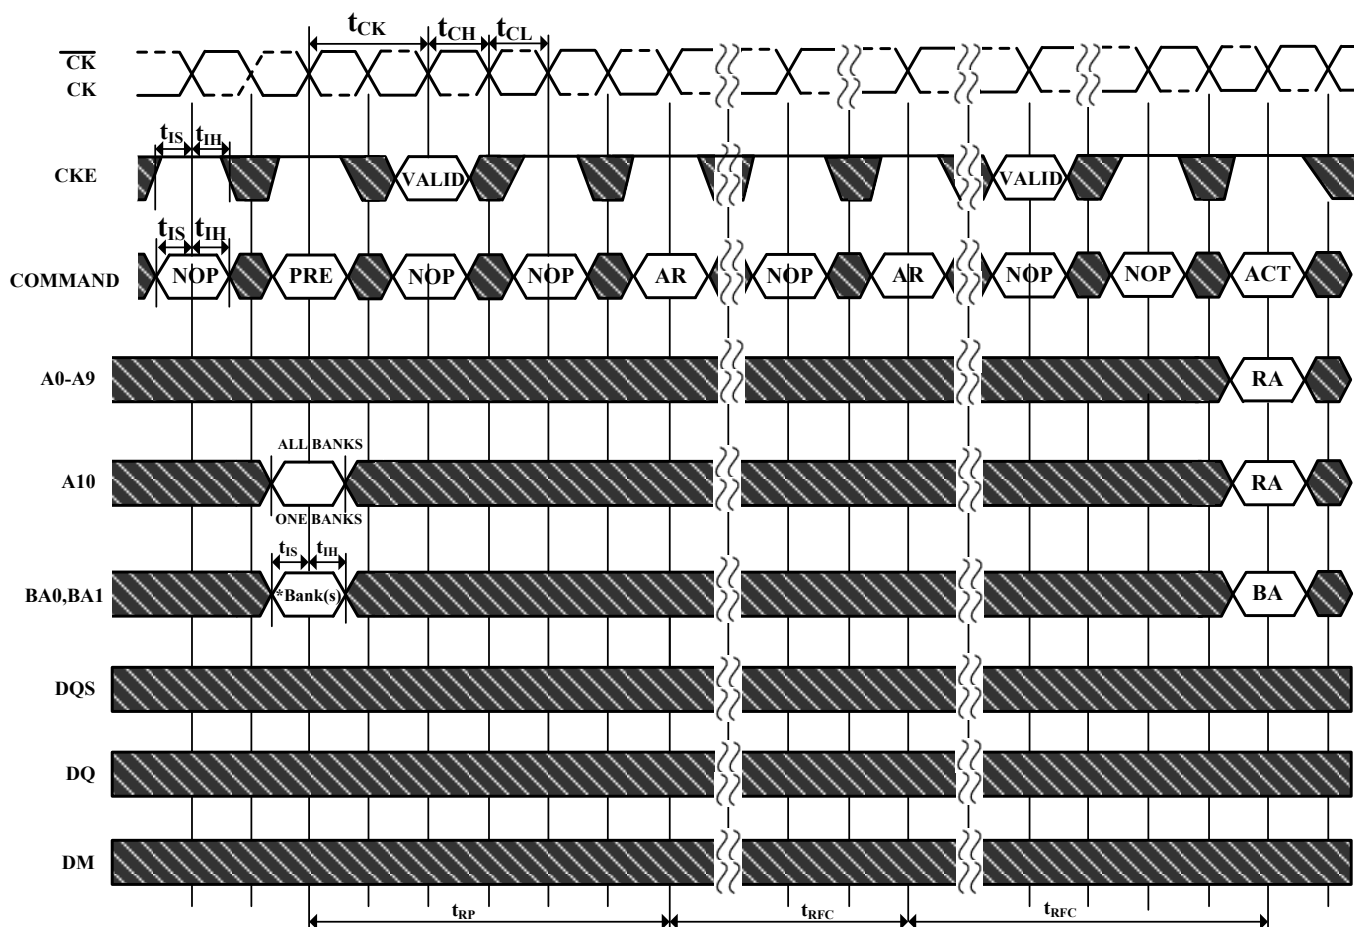 tCK tCH tCL
CK
CK
tIS tIH
CKE VALID VALID
tIS tIH
COMMAND NOP PRE NOP NOP AR NOP AR NOP NOP ACT
A0-A9 RA
ALL BANKS
A10 RA
ONE BANKS
tIS tIH
BA0,BA1 *Bank(s) BA
DQS
DQ
DM
tRP tRFC tRFC